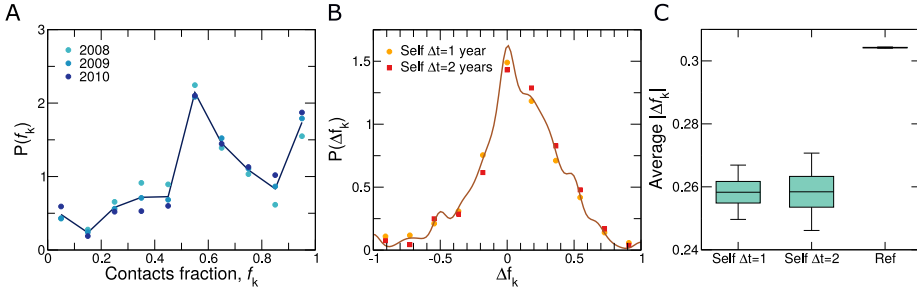 A
3
2008
2009
2010
2
1
0
P(fk)
0
0.2
0.4
0.6
0.8
1
Contacts fraction, fk
B
Self Δt=1 year
Self Δt=2 years
1.5
1
0.5
0
P(Δfk)
-1
-0.5
0
0.5
1
Δfk
C
0.3
0.28
0.26
0.24
Average |Δfk|
Self Δt=1
Self Δt=2
Ref